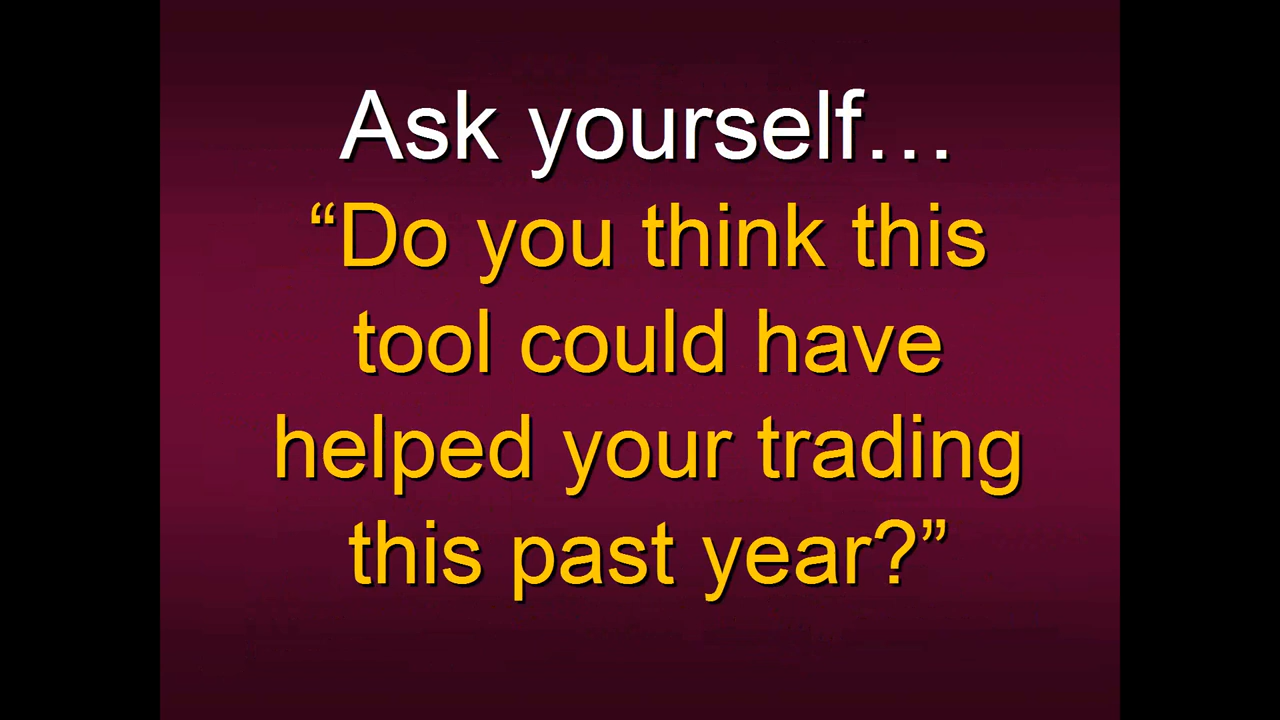 Ask yourself…
“Do you think this
tool could have
helped your trading
this past year?”